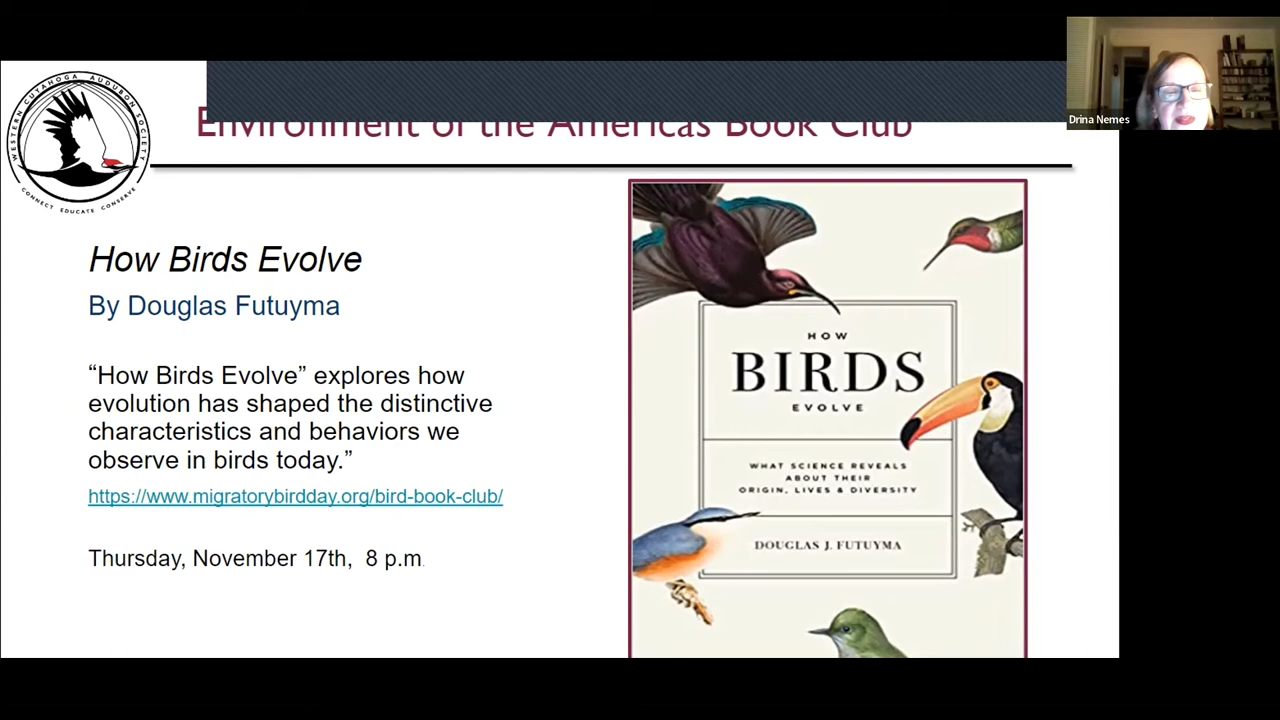 Environment of the Americas Book Club
Drina Nemes
WESTERN CUYAHOGA AUDUBON SOCIETY
CONNECT EDUCATE CONSERVE
How Birds Evolve
By Douglas Futuyma
“How Birds Evolve” explores how
evolution has shaped the distinctive
characteristics and behaviors we
observe in birds today.”
https://www.migratorybirdday.org/bird-book-club/
Thursday, November 17th, 8 p.m.
HOW
BIRDS
EVOLVE
WHAT SCIENCE REVEALS
ABOUT THEIR
ORIGIN, LIVES & DIVERSITY
DOUGLAS J. FUTUYMA